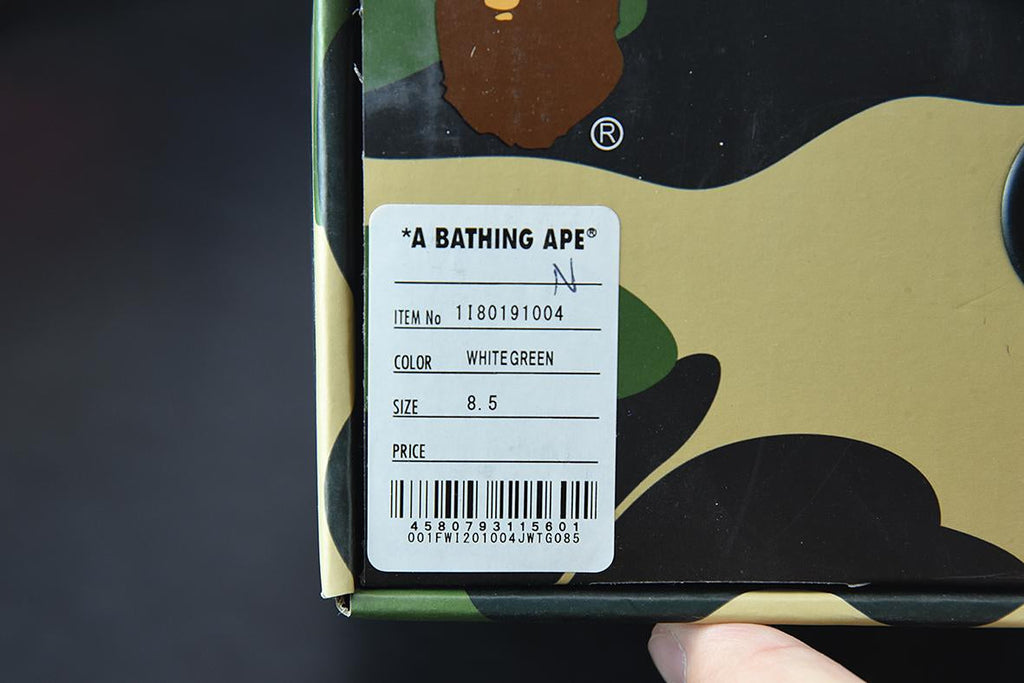 ®
*A BATHING APE®
N
ITEM No 1I80191004
COLOR WHITEGREEN
SIZE 8.5
PRICE
4580793115601
001FWI201004JWTG085